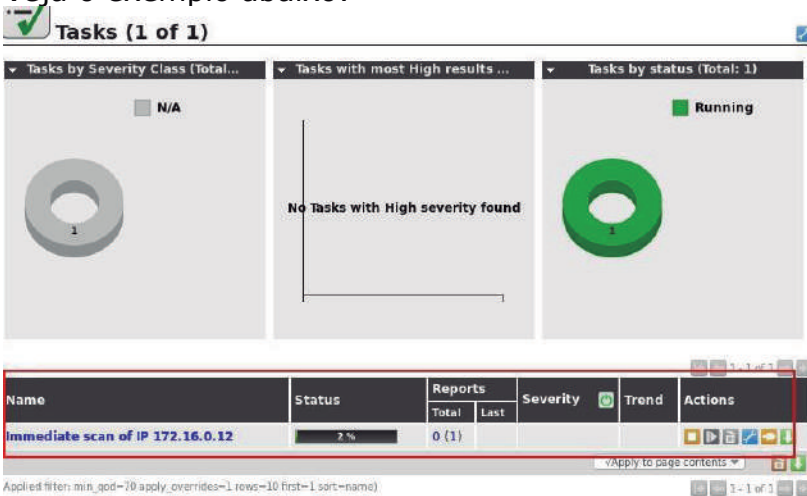 Veja o exemplo abaixo:
Tasks (1 of 1)
Tasks by Severity Class (Total...
Tasks with most High results ...
Tasks by status (Total: 1)
N/A
Running
No Tasks with High severity found
1
1
1 - 1 of 1
Name Status Reports Severity Trend Actions
Total Last
Immediate scan of IP 172.16.0.12 2 % 0 (1)
√Apply to page contents
Applied filter: min_qod=70 apply_overrides=1 rows=10 first=1 sort=name)
1 - 1 of 1